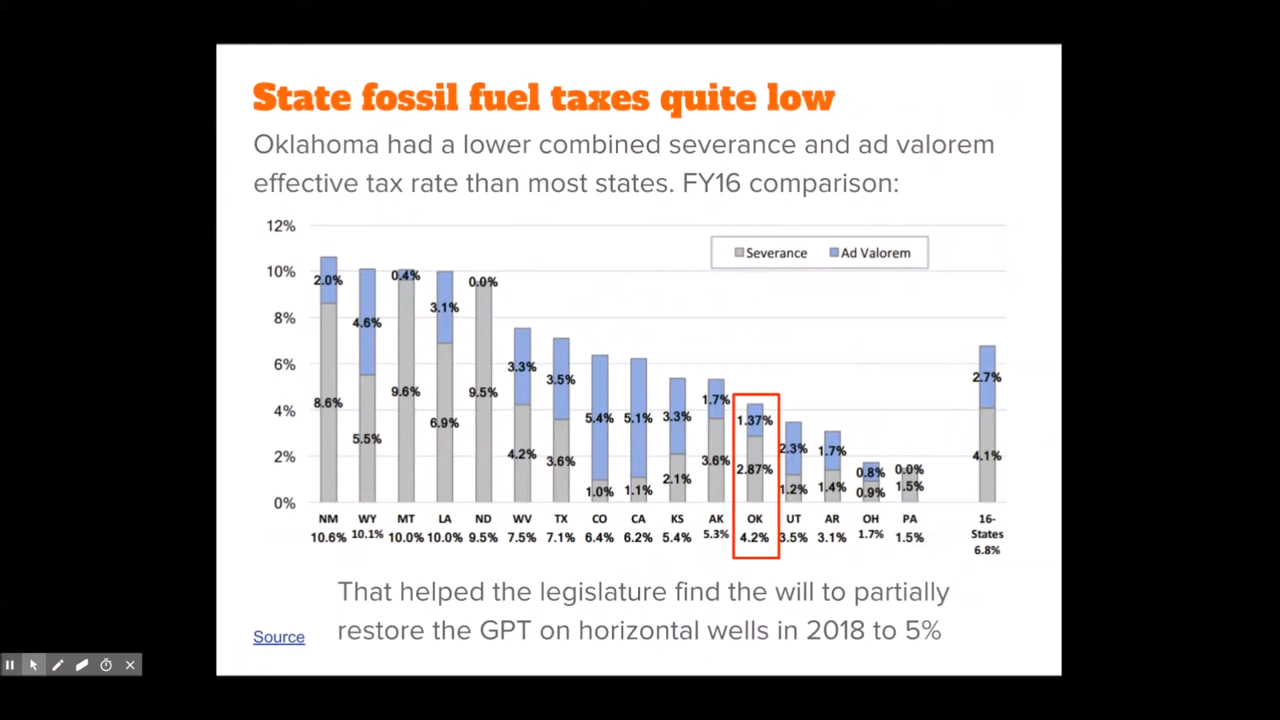 State fossil fuel taxes quite low
Oklahoma had a lower combined severance and ad valorem
effective tax rate than most states. FY16 comparison:
12%
10%
8%
6%
4%
2%
0%
Severance Ad Valorem
2.0% 4.6% 0.4% 3.1% 0.0% 3.3% 3.5% 5.4% 5.1% 3.3% 1.7% 1.37% 2.3% 1.7% 0.8% 0.0% 2.7%
8.6% 5.5% 9.6% 6.9% 9.5% 4.2% 3.6% 1.0% 1.1% 2.1% 3.6% 2.87% 1.2% 1.4% 0.9% 1.5% 4.1%
NM WY MT LA ND WV TX CO CA KS AK OK UT AR OH PA 16-
States
10.6% 10.1% 10.0% 10.0% 9.5% 7.5% 7.1% 6.4% 6.2% 5.4% 5.3% 4.2% 3.5% 3.1% 1.7% 1.5% 6.8%
That helped the legislature find the will to partially
restore the GPT on horizontal wells in 2018 to 5%
Source